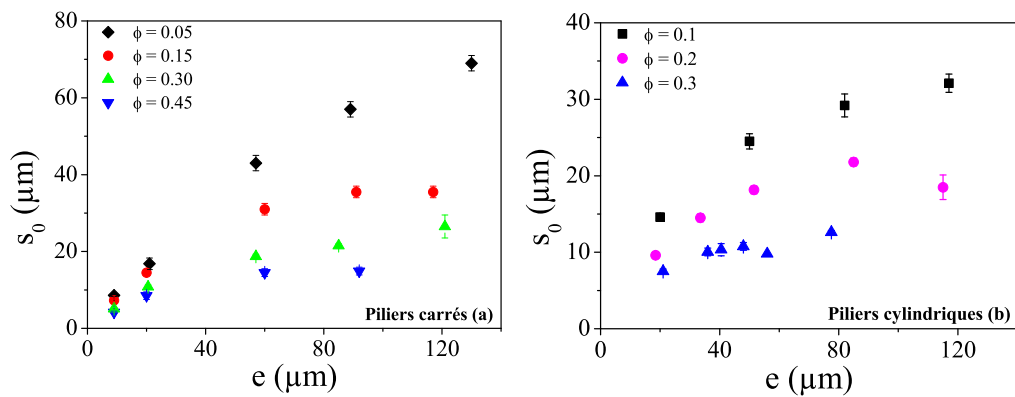 80
60
40
20
0
s₀ (µm)
ϕ = 0.05
ϕ = 0.15
ϕ = 0.30
ϕ = 0.45
Piliers carrés (a)
0 40 80 120
e (µm)
40
30
20
10
0
s₀ (µm)
ϕ = 0.1
ϕ = 0.2
ϕ = 0.3
Piliers cylindriques (b)
0 40 80 120
e (µm)